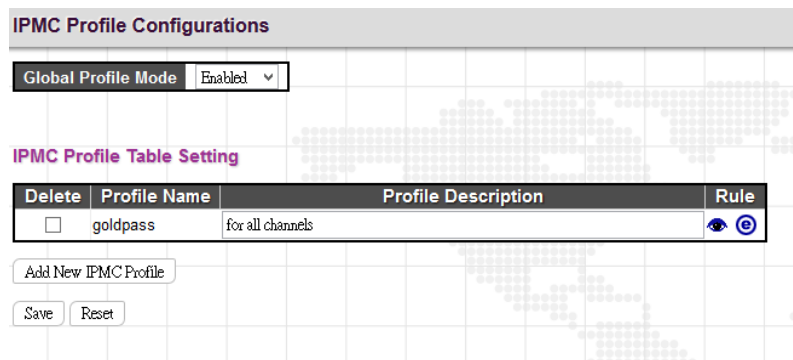 IPMC Profile Configurations
Global Profile Mode Enabled
IPMC Profile Table Setting
Delete Profile Name Profile Description Rule
goldpass for all channels e
Add New IPMC Profile
Save Reset